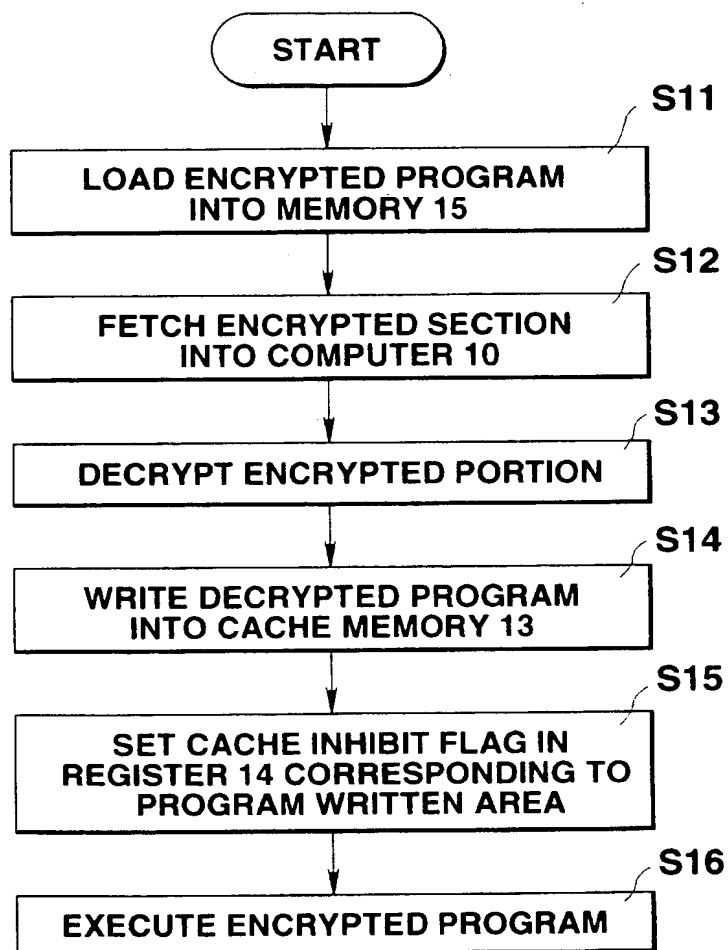 START
S11
LOAD ENCRYPTED PROGRAM
INTO MEMORY 15
S12
FETCH ENCRYPTED SECTION
INTO COMPUTER 10
S13
DECRYPT ENCRYPTED PORTION
S14
WRITE DECRYPTED PROGRAM
INTO CACHE MEMORY 13
S15
SET CACHE INHIBIT FLAG IN
REGISTER 14 CORRESPONDING TO
PROGRAM WRITTEN AREA
S16
EXECUTE ENCRYPTED PROGRAM